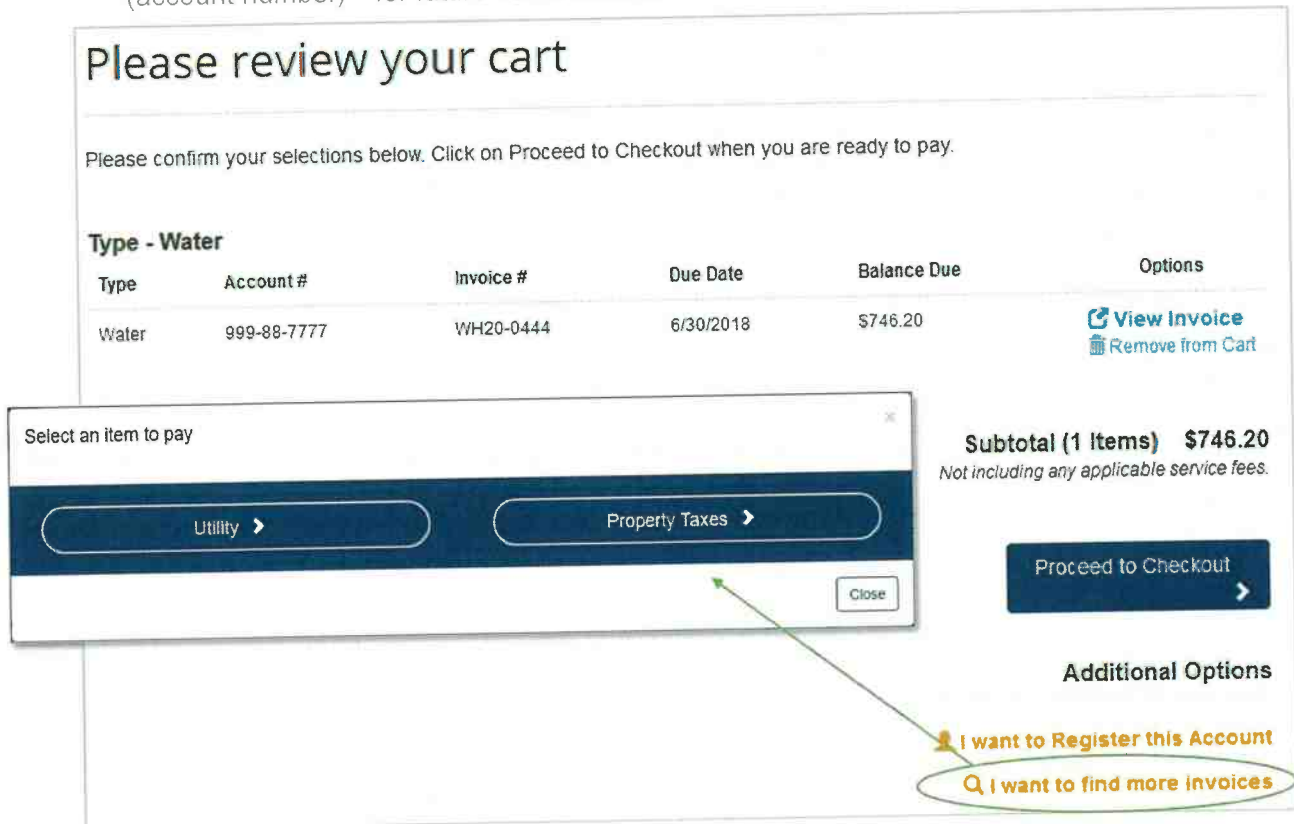 (account number)
Please review your cart
Please confirm your selections below. Click on Proceed to Checkout when you are ready to pay.
Type - Water
Type Account # Invoice # Due Date Balance Due Options
Water 999-88-7777 WH20-0444 6/30/2018 $746.20 View Invoice
Remove from Cart
Select an item to pay ×
Utility Property Taxes
Close
Subtotal (1 Items) $746.20
Not including any applicable service fees.
Proceed to Checkout
Additional Options
I want to Register this Account
I want to find more invoices